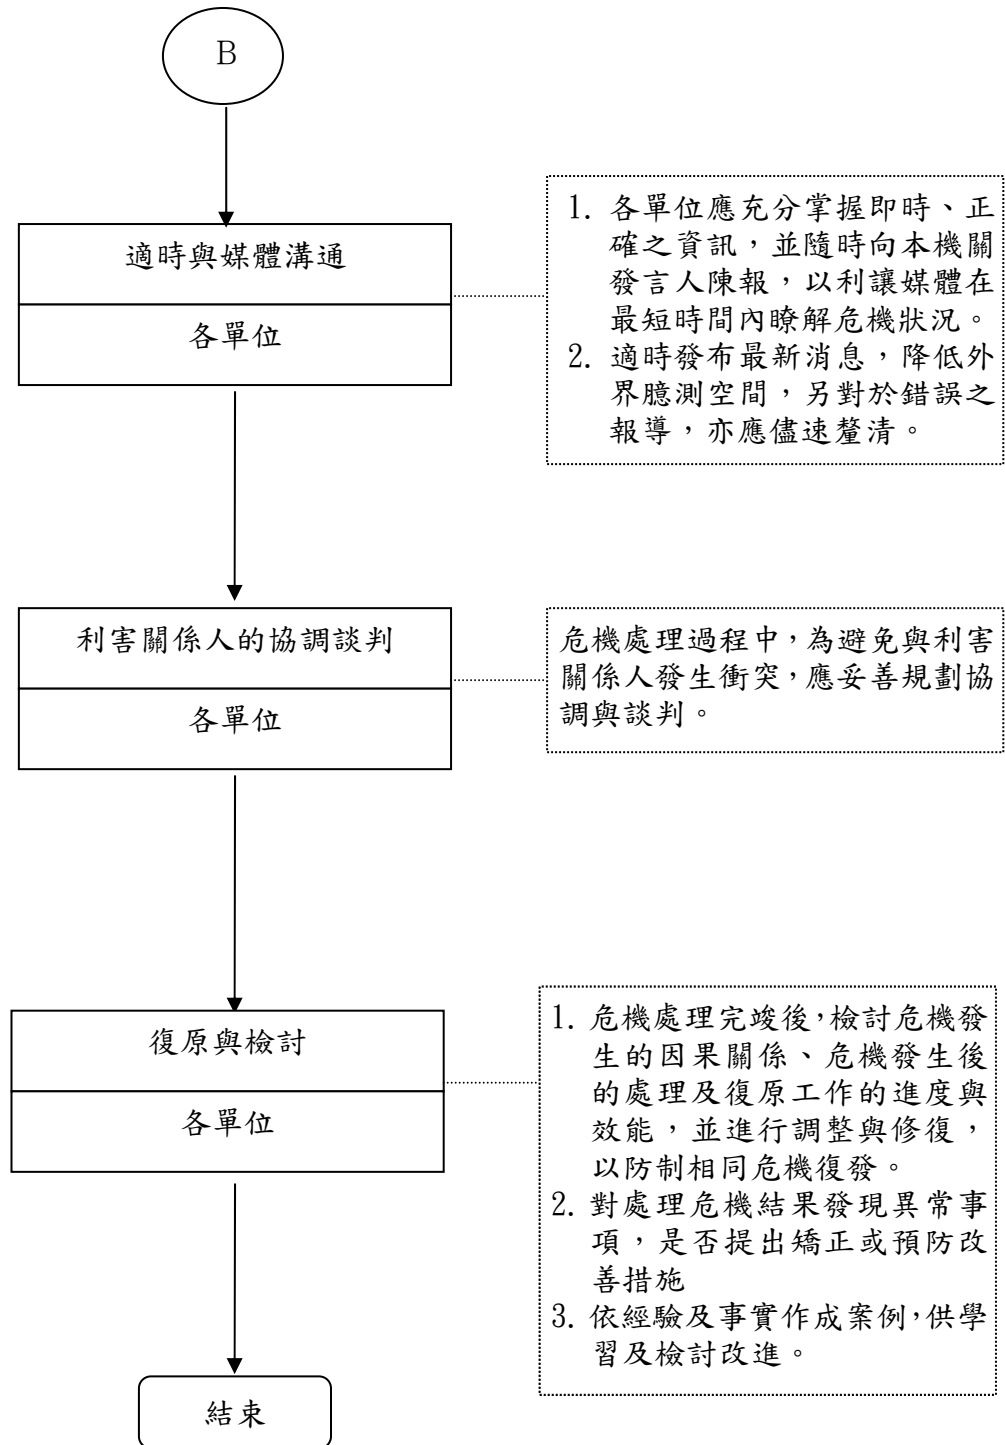 B
適時與媒體溝通
各單位
1. 各單位應充分掌握即時、正
確之資訊，並隨時向本機關
發言人陳報，以利讓媒體在
最短時間內瞭解危機狀況。
2. 適時發布最新消息，降低外
界臆測空間，另對於錯誤之
報導，亦應儘速釐清。
利害關係人的協調談判
各單位
危機處理過程中，為避免與利害
關係人發生衝突，應妥善規劃協
調與談判。
復原與檢討
各單位
1. 危機處理完竣後，檢討危機發
生的因果關係、危機發生後
的處理及復原工作的進度與
效能，並進行調整與修復，
以防制相同危機復發。
2. 對處理危機結果發現異常事
項，是否提出矯正或預防改
善措施
3. 依經驗及事實作成案例，供學
習及檢討改進。
結束